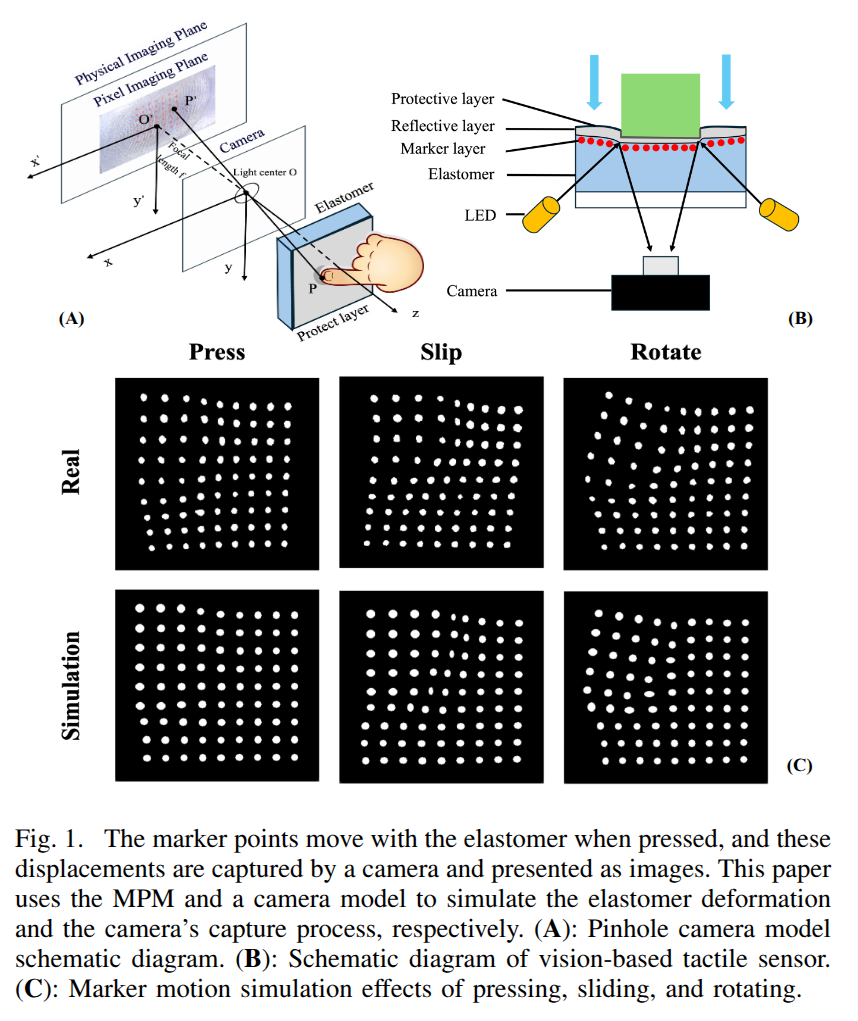 Physical Imaging Plane
Pixel Imaging Plane
P'
O'
Camera
Focal
length f
Light center O
x'
y'
Elastomer
x
y
P
z
Protect layer
(A)
Protective layer
Reflective layer
Marker layer
Elastomer
LED
Camera
(B)
Press Slip Rotate
Real
Simulation
(C)
Fig. 1. The marker points move with the elastomer when pressed, and these
displacements are captured by a camera and presented as images. This paper
uses the MPM and a camera model to simulate the elastomer deformation
and the camera's capture process, respectively. (A): Pinhole camera model
schematic diagram. (B): Schematic diagram of vision-based tactile sensor.
(C): Marker motion simulation effects of pressing, sliding, and rotating.